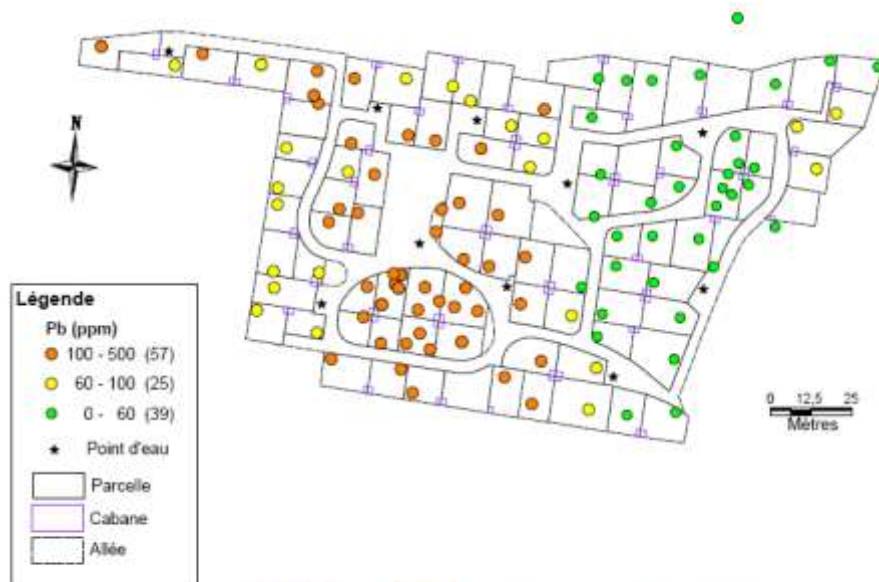 N
Légende
Pb (ppm)
100 - 500 (57)
60 - 100 (25)
0 - 60 (39)
Point d'eau
Parcelle
Cabane
Allée
0 12,5 25
Mètres